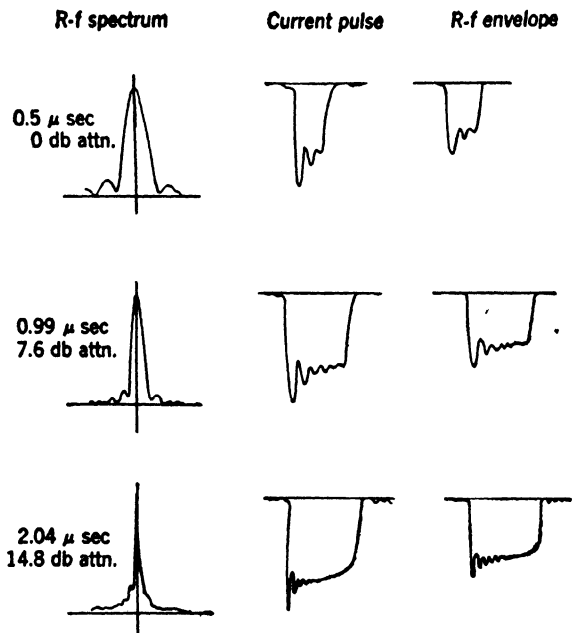 R-f spectrum Current pulse R-f envelope
0.5 μ sec
0 db attn.
0.99 μ sec
7.6 db attn.
2.04 μ sec
14.8 db attn.